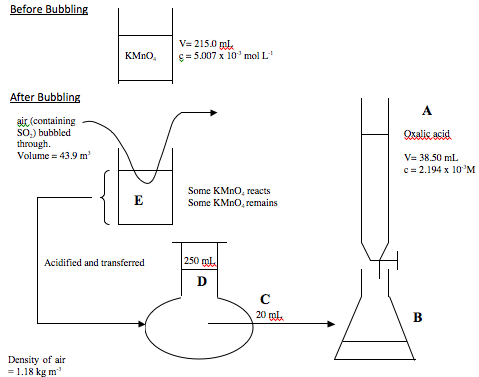 Before Bubbling
KMnO₄
V= 215.0 mL
c = 5.007 x 10⁻³ mol L⁻¹
After Bubbling
air (containing
SO₂) bubbled
through.
Volume = 43.9 m³
A
Oxalic acid
V= 38.50 mL
c = 2.194 x 10⁻³M
E
Some KMnO₄ reacts
Some KMnO₄ remains
Acidified and transferred
250 mL
D
C
20 mL
B
Density of air
= 1.18 kg m⁻³